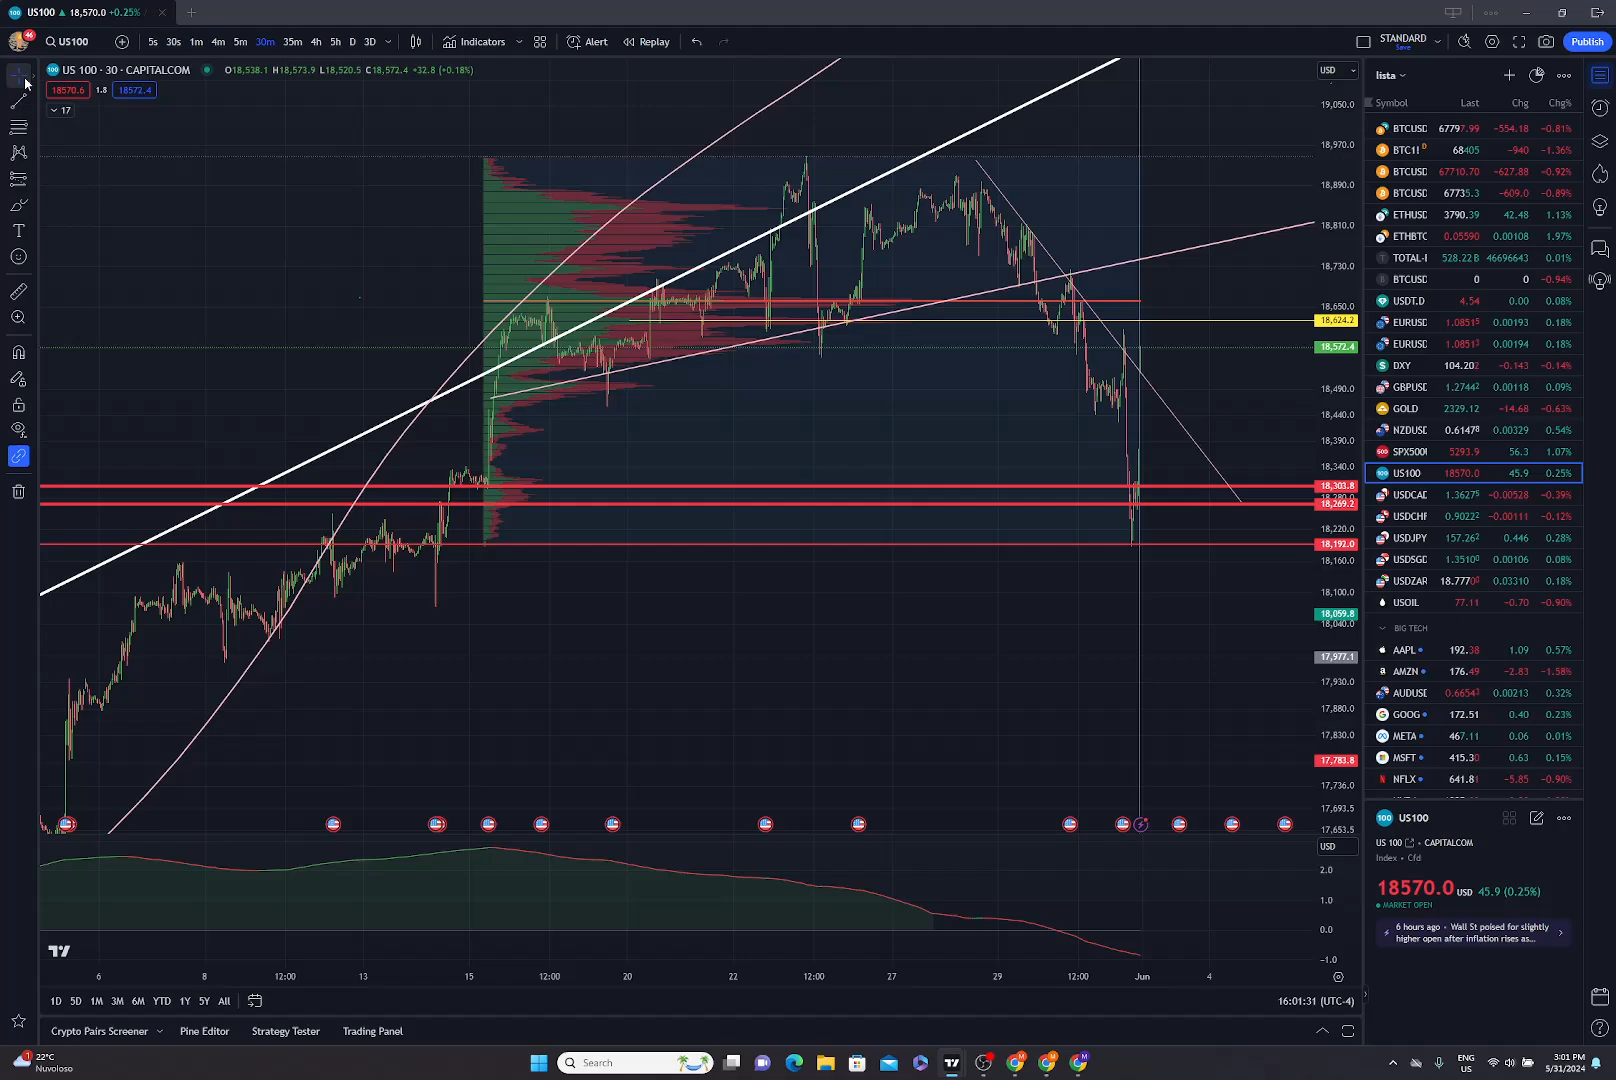 US100 ▲ 18,570.0 +0.25%
46
US100
5s 30s 1m 4m 5m 30m 35m 4h 5h D 3D
Indicators
Alert
Replay
STANDARD
Save
Publish
US 100 · 30 · CAPITALCOM
O18,538.1 H18,573.9 L18,520.5 C18,572.4 +32.8 (+0.18%)
18570.6 1.8 18572.4
17
USD
19,050.0
18,970.0
18,890.0
18,810.0
18,730.0
18,650.0
18,624.2
18,572.4
18,490.0
18,440.0
18,390.0
18,340.0
18,303.8
18,280.0
18,269.2
18,220.0
18,192.0
18,160.0
18,100.0
18,059.8
18,040.0
17,977.1
17,930.0
17,880.0
17,830.0
17,783.8
17,736.0
17,693.5
17,653.5
USD
2.0
1.0
0.0
−1.0
6 8 12:00 13 15 12:00 20 22 12:00 27 29 12:00 Jun 4
1D 5D 1M 3M 6M YTD 1Y 5Y All
16:01:31 (UTC-4)
Crypto Pairs Screener Pine Editor Strategy Tester Trading Panel
lista
Symbol Last Chg Chg%
BTCUSD 67797.99 −554.18 −0.81%
BTC1! D 68405 −940 −1.36%
BTCUSD 67710.70 −627.88 −0.92%
BTCUSD 67735.3 −609.0 −0.89%
ETHUSD 3790.39 42.48 1.13%
ETHBTC 0.05590 0.00108 1.97%
TOTAL-I 528.22B 46696643 0.01%
BTCUSD 0 0 −0.94%
USDT.D 4.54 0.00 0.08%
EURUSD 1.08515 0.00193 0.18%
EURUSD 1.08513 0.00194 0.18%
DXY 104.202 −0.143 −0.14%
GBPUSD 1.27442 0.00118 0.09%
GOLD 2329.12 −14.68 −0.63%
NZDUSD 0.61478 0.00329 0.54%
SPX500 5293.9 56.3 1.07%
US100 18570.0 45.9 0.25%
USDCAD 1.36275 −0.00528 −0.39%
USDCHF 0.90222 −0.00111 −0.12%
USDJPY 157.262 0.446 0.28%
USDSGD 1.35100 0.00106 0.08%
USDZAR 18.7770 0.03310 0.18%
USOIL 77.11 −0.70 −0.90%
BIG TECH
AAPL 192.38 1.09 0.57%
AMZN 176.49 −2.83 −1.58%
AUDUSD 0.66543 0.00213 0.32%
GOOG 172.51 0.40 0.23%
META 467.11 0.06 0.01%
MSFT 415.30 0.63 0.15%
NFLX 641.81 −5.85 −0.90%
100 US100
US 100 • CAPITALCOM
Index • Cfd
18570.0 USD 45.9 (0.25%)
MARKET OPEN
6 hours ago • Wall St poised for slightly
higher open after inflation rises as...
1
22°C
Nuvoloso
Search
ENG
US
3:01 PM
5/31/2024